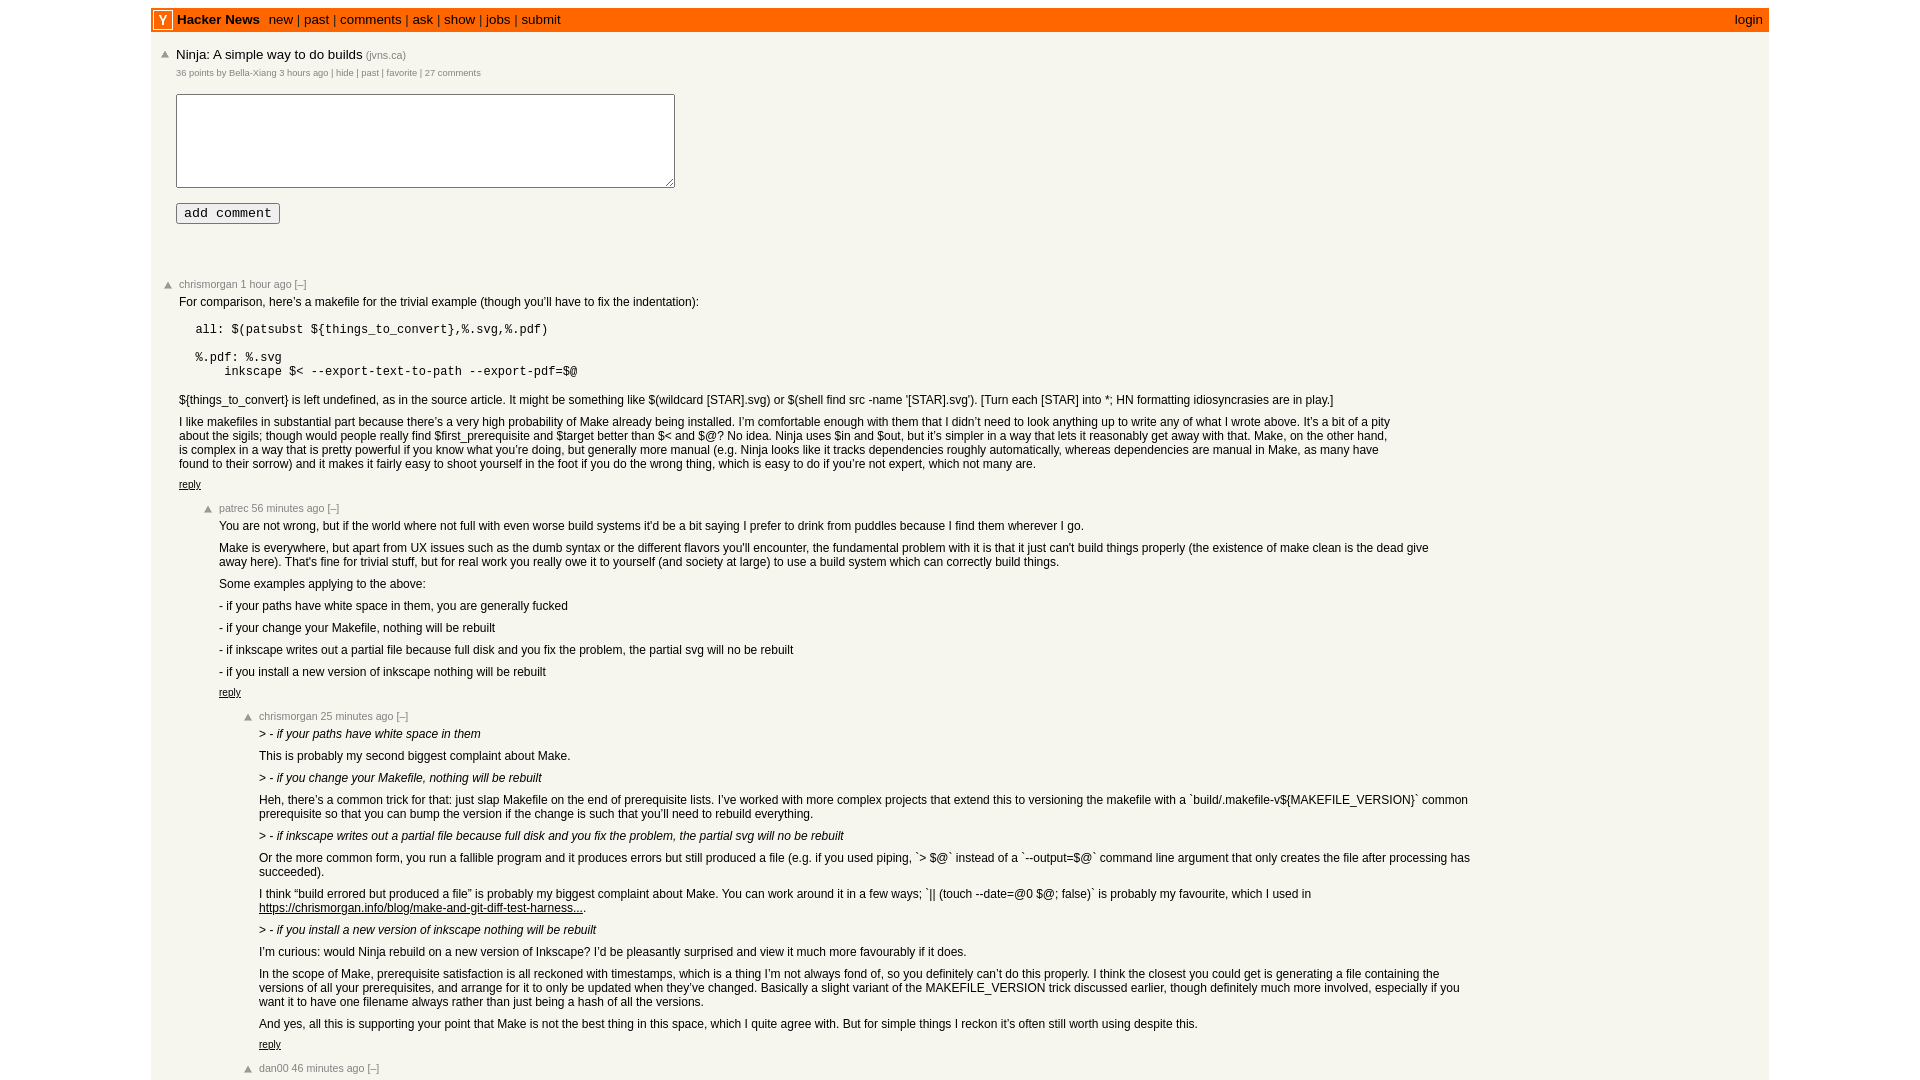 Y Hacker News new | past | comments | ask | show | jobs | submit login
Ninja: A simple way to do builds (jvns.ca)
36 points by Bella-Xiang 3 hours ago | hide | past | favorite | 27 comments
add comment
chrismorgan 1 hour ago [–]
For comparison, here’s a makefile for the trivial example (though you’ll have to fix the indentation):
all: $(patsubst ${things_to_convert},%.svg,%.pdf)
%.pdf: %.svg
inkscape $< --export-text-to-path --export-pdf=$@
${things_to_convert} is left undefined, as in the source article. It might be something like $(wildcard [STAR].svg) or $(shell find src -name '[STAR].svg'). [Turn each [STAR] into *; HN formatting idiosyncrasies are in play.]
I like makefiles in substantial part because there’s a very high probability of Make already being installed. I’m comfortable enough with them that I didn’t need to look anything up to write any of what I wrote above. It’s a bit of a pity
about the sigils; though would people really find $first_prerequisite and $target better than $< and $@? No idea. Ninja uses $in and $out, but it’s simpler in a way that lets it reasonably get away with that. Make, on the other hand,
is complex in a way that is pretty powerful if you know what you’re doing, but generally more manual (e.g. Ninja looks like it tracks dependencies roughly automatically, whereas dependencies are manual in Make, as many have
found to their sorrow) and it makes it fairly easy to shoot yourself in the foot if you do the wrong thing, which is easy to do if you’re not expert, which not many are.
reply
patrec 56 minutes ago [–]
You are not wrong, but if the world where not full with even worse build systems it'd be a bit saying I prefer to drink from puddles because I find them wherever I go.
Make is everywhere, but apart from UX issues such as the dumb syntax or the different flavors you'll encounter, the fundamental problem with it is that it just can't build things properly (the existence of make clean is the dead give
away here). That's fine for trivial stuff, but for real work you really owe it to yourself (and society at large) to use a build system which can correctly build things.
Some examples applying to the above:
- if your paths have white space in them, you are generally fucked
- if your change your Makefile, nothing will be rebuilt
- if inkscape writes out a partial file because full disk and you fix the problem, the partial svg will no be rebuilt
- if you install a new version of inkscape nothing will be rebuilt
reply
chrismorgan 25 minutes ago [–]
> - if your paths have white space in them
This is probably my second biggest complaint about Make.
> - if you change your Makefile, nothing will be rebuilt
Heh, there’s a common trick for that: just slap Makefile on the end of prerequisite lists. I’ve worked with more complex projects that extend this to versioning the makefile with a `build/.makefile-v${MAKEFILE_VERSION}` common
prerequisite so that you can bump the version if the change is such that you’ll need to rebuild everything.
> - if inkscape writes out a partial file because full disk and you fix the problem, the partial svg will no be rebuilt
Or the more common form, you run a fallible program and it produces errors but still produced a file (e.g. if you used piping, `> $@` instead of a `--output=$@` command line argument that only creates the file after processing has
succeeded).
I think “build errored but produced a file” is probably my biggest complaint about Make. You can work around it in a few ways; `|| (touch --date=@0 $@; false)` is probably my favourite, which I used in
https://chrismorgan.info/blog/make-and-git-diff-test-harness....
> - if you install a new version of inkscape nothing will be rebuilt
I’m curious: would Ninja rebuild on a new version of Inkscape? I’d be pleasantly surprised and view it much more favourably if it does.
In the scope of Make, prerequisite satisfaction is all reckoned with timestamps, which is a thing I’m not always fond of, so you definitely can’t do this properly. I think the closest you could get is generating a file containing the
versions of all your prerequisites, and arrange for it to only be updated when they’ve changed. Basically a slight variant of the MAKEFILE_VERSION trick discussed earlier, though definitely much more involved, especially if you
want it to have one filename always rather than just being a hash of all the versions.
And yes, all this is supporting your point that Make is not the best thing in this space, which I quite agree with. But for simple things I reckon it’s often still worth using despite this.
reply
dan00 46 minutes ago [–]